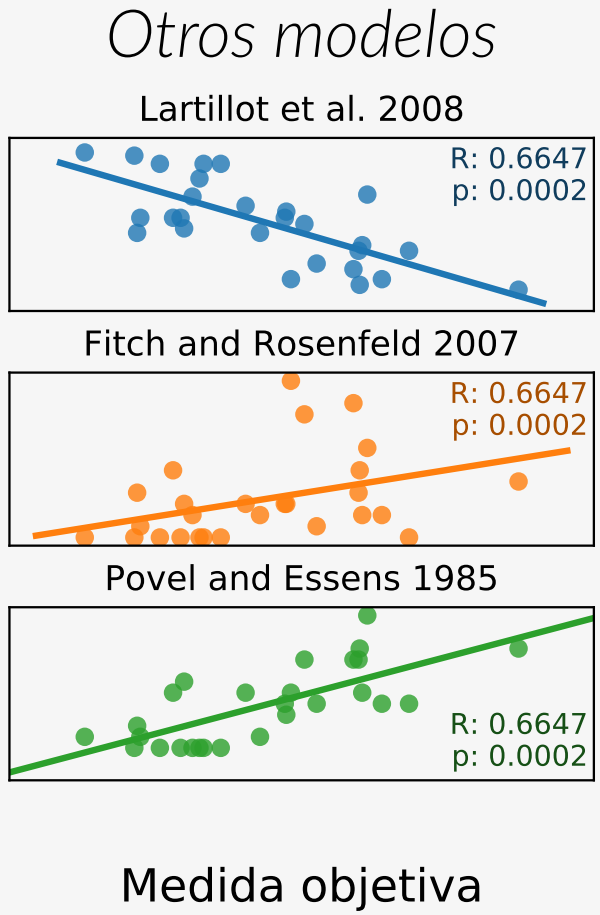 Otros modelos
Lartillot et al. 2008
R: 0.6647
p: 0.0002
Fitch and Rosenfeld 2007
R: 0.6647
p: 0.0002
Povel and Essens 1985
R: 0.6647
p: 0.0002
Medida objetiva